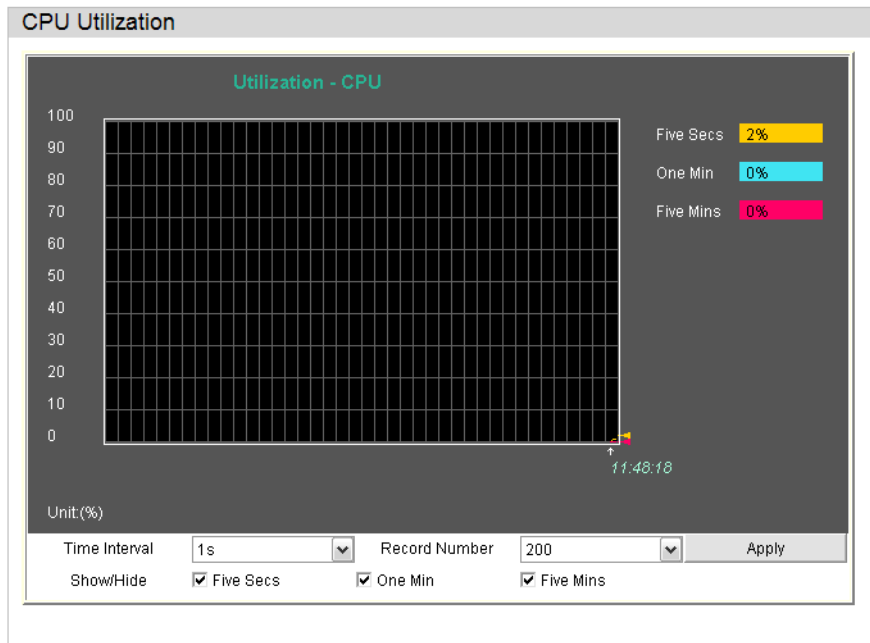 CPU Utilization
Utilization - CPU
100
90
80
70
60
50
40
30
20
10
0
Five Secs 2%
One Min 0%
Five Mins 0%
11:48:18
Unit:(%)
Time Interval 1s Record Number 200 Apply
Show/Hide Five Secs One Min Five Mins